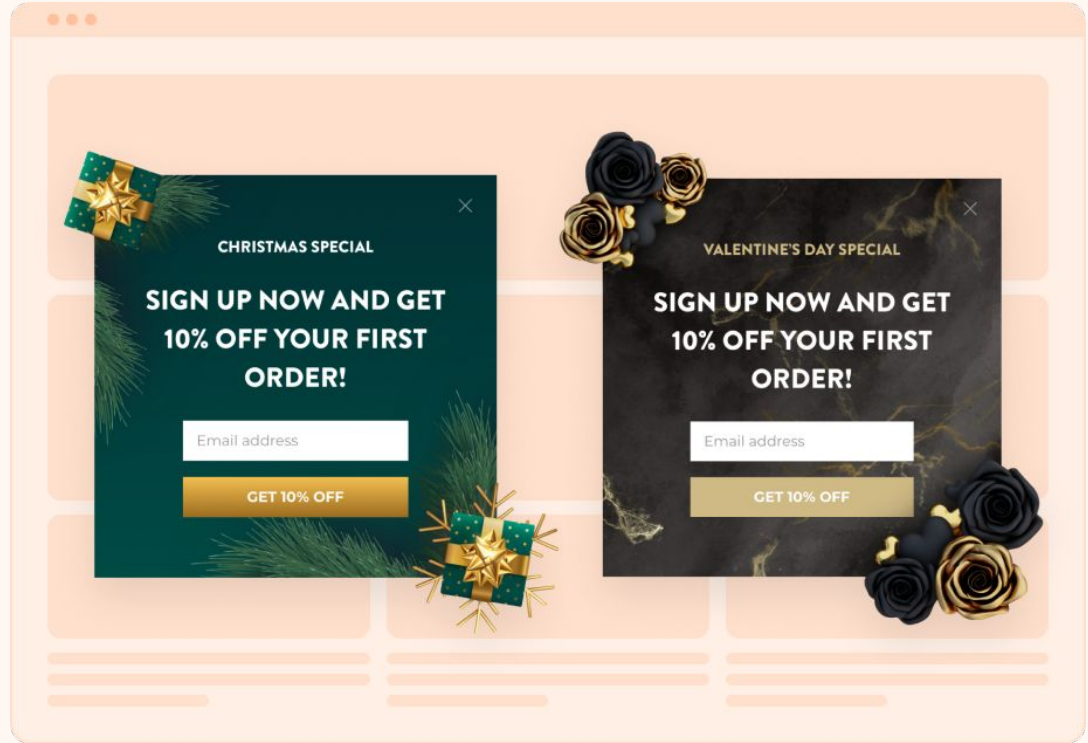 CHRISTMAS SPECIAL
SIGN UP NOW AND GET
10% OFF YOUR FIRST
ORDER!
Email address
GET 10% OFF
VALENTINE'S DAY SPECIAL
SIGN UP NOW AND GET
10% OFF YOUR FIRST
ORDER!
Email address
GET 10% OFF